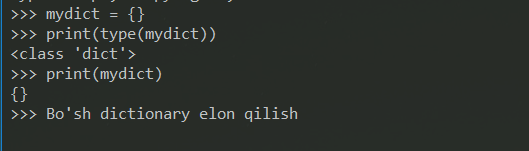 >>> mydict = {}
>>> print(type(mydict))
<class 'dict'>
>>> print(mydict)
{}
>>> Bo'sh dictionary elon qilish